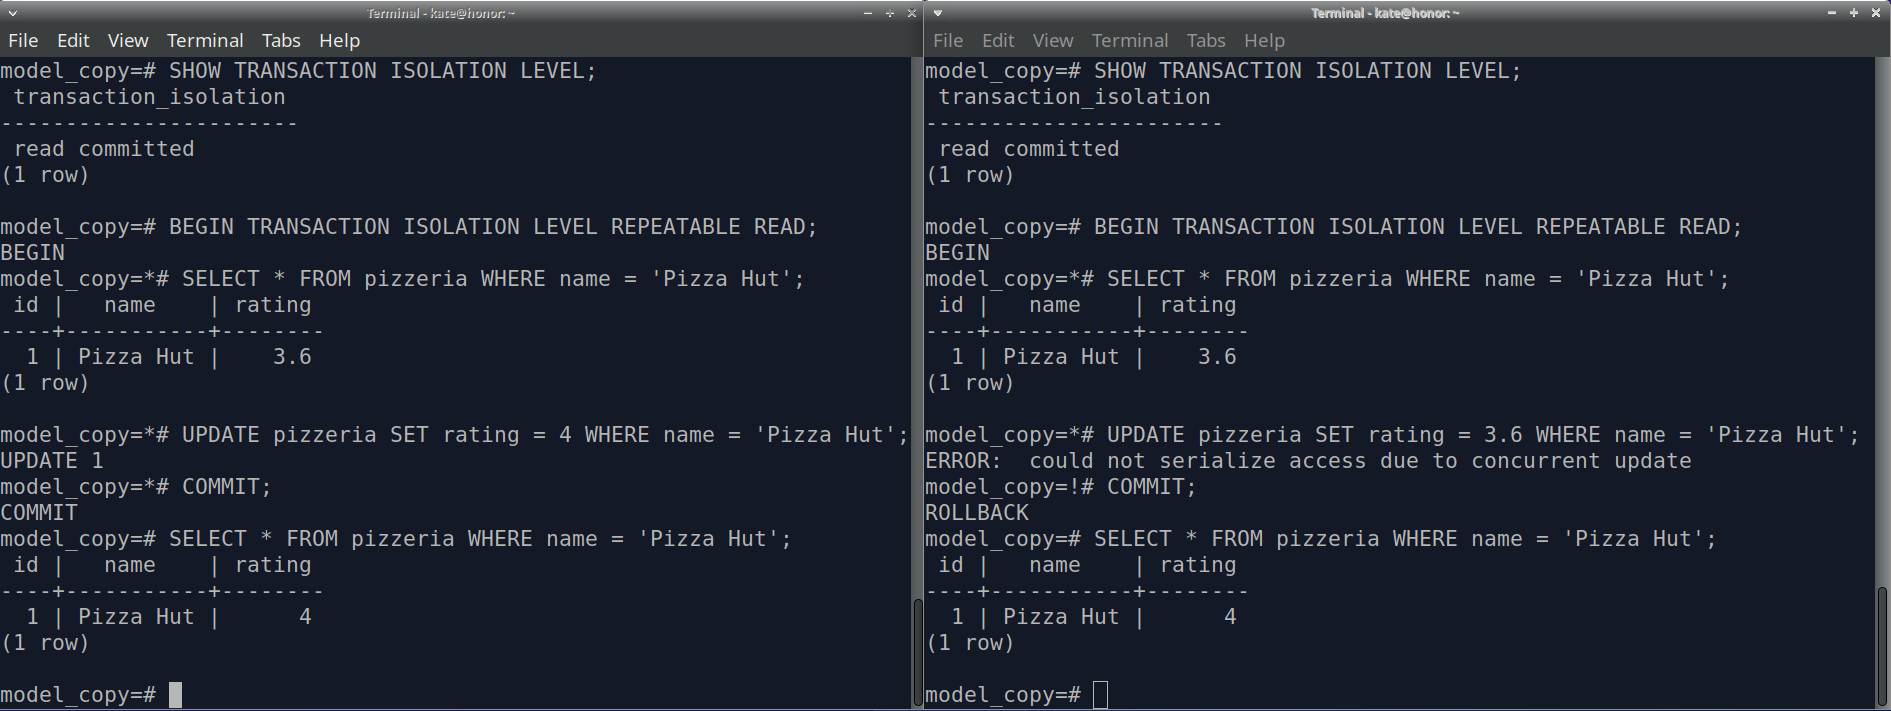 Terminal - kate@honor: ~
File Edit View Terminal Tabs Help
model_copy=# SHOW TRANSACTION ISOLATION LEVEL;
 transaction_isolation
-----------------------
 read committed
(1 row)

model_copy=# BEGIN TRANSACTION ISOLATION LEVEL REPEATABLE READ;
BEGIN
model_copy=*# SELECT * FROM pizzeria WHERE name = 'Pizza Hut';
 id |   name    | rating
----+-----------+--------
  1 | Pizza Hut |    3.6
(1 row)

model_copy=*# UPDATE pizzeria SET rating = 4 WHERE name = 'Pizza Hut';
UPDATE 1
model_copy=*# COMMIT;
COMMIT
model_copy=# SELECT * FROM pizzeria WHERE name = 'Pizza Hut';
 id |   name    | rating
----+-----------+--------
  1 | Pizza Hut |      4
(1 row)

model_copy=#
Terminal - kate@honor: ~
File Edit View Terminal Tabs Help
model_copy=# SHOW TRANSACTION ISOLATION LEVEL;
 transaction_isolation
-----------------------
 read committed
(1 row)

model_copy=# BEGIN TRANSACTION ISOLATION LEVEL REPEATABLE READ;
BEGIN
model_copy=*# SELECT * FROM pizzeria WHERE name = 'Pizza Hut';
 id |   name    | rating
----+-----------+--------
  1 | Pizza Hut |    3.6
(1 row)

model_copy=*# UPDATE pizzeria SET rating = 3.6 WHERE name = 'Pizza Hut';
ERROR:  could not serialize access due to concurrent update
model_copy=!# COMMIT;
ROLLBACK
model_copy=# SELECT * FROM pizzeria WHERE name = 'Pizza Hut';
 id |   name    | rating
----+-----------+--------
  1 | Pizza Hut |      4
(1 row)

model_copy=#